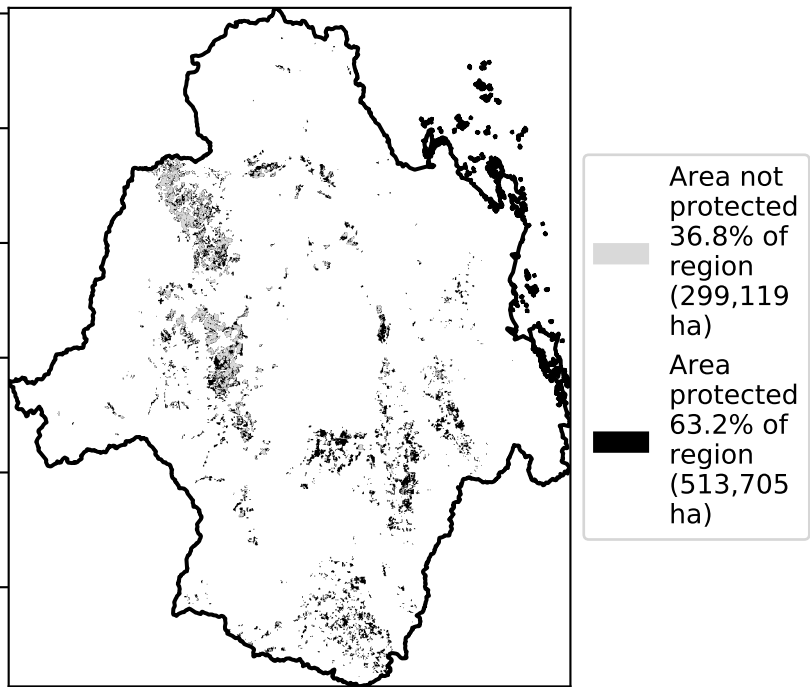 Area not
protected
36.8% of
region
(299,119
ha)
Area
protected
63.2% of
region
(513,705
ha)